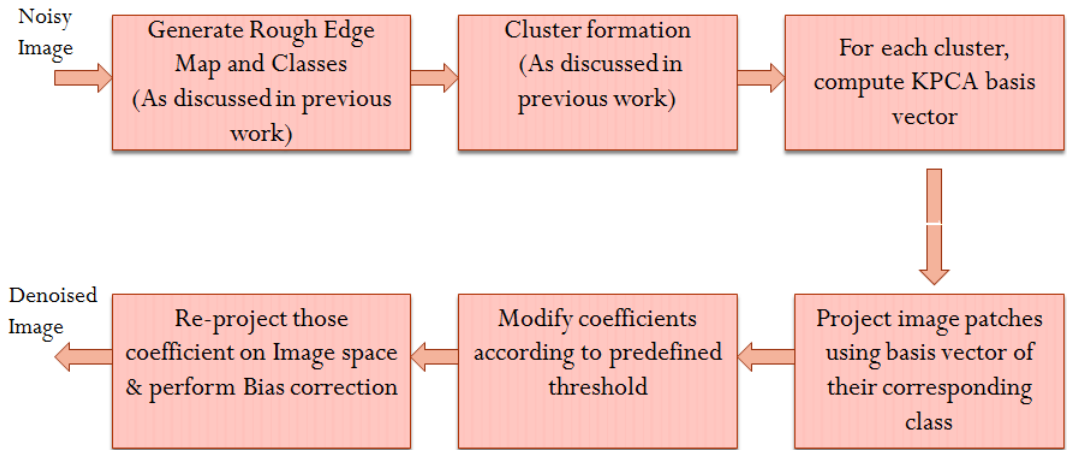 Noisy
Image
Generate Rough Edge
Map and Classes
(As discussed in previous
work)
Cluster formation
(As discussed in
previous work)
For each cluster,
compute KPCA basis
vector
Denoised
Image
Re-project those
coefficient on Image space
& perform Bias correction
Modify coefficients
according to predefined
threshold
Project image patches
using basis vector of
their corresponding
class